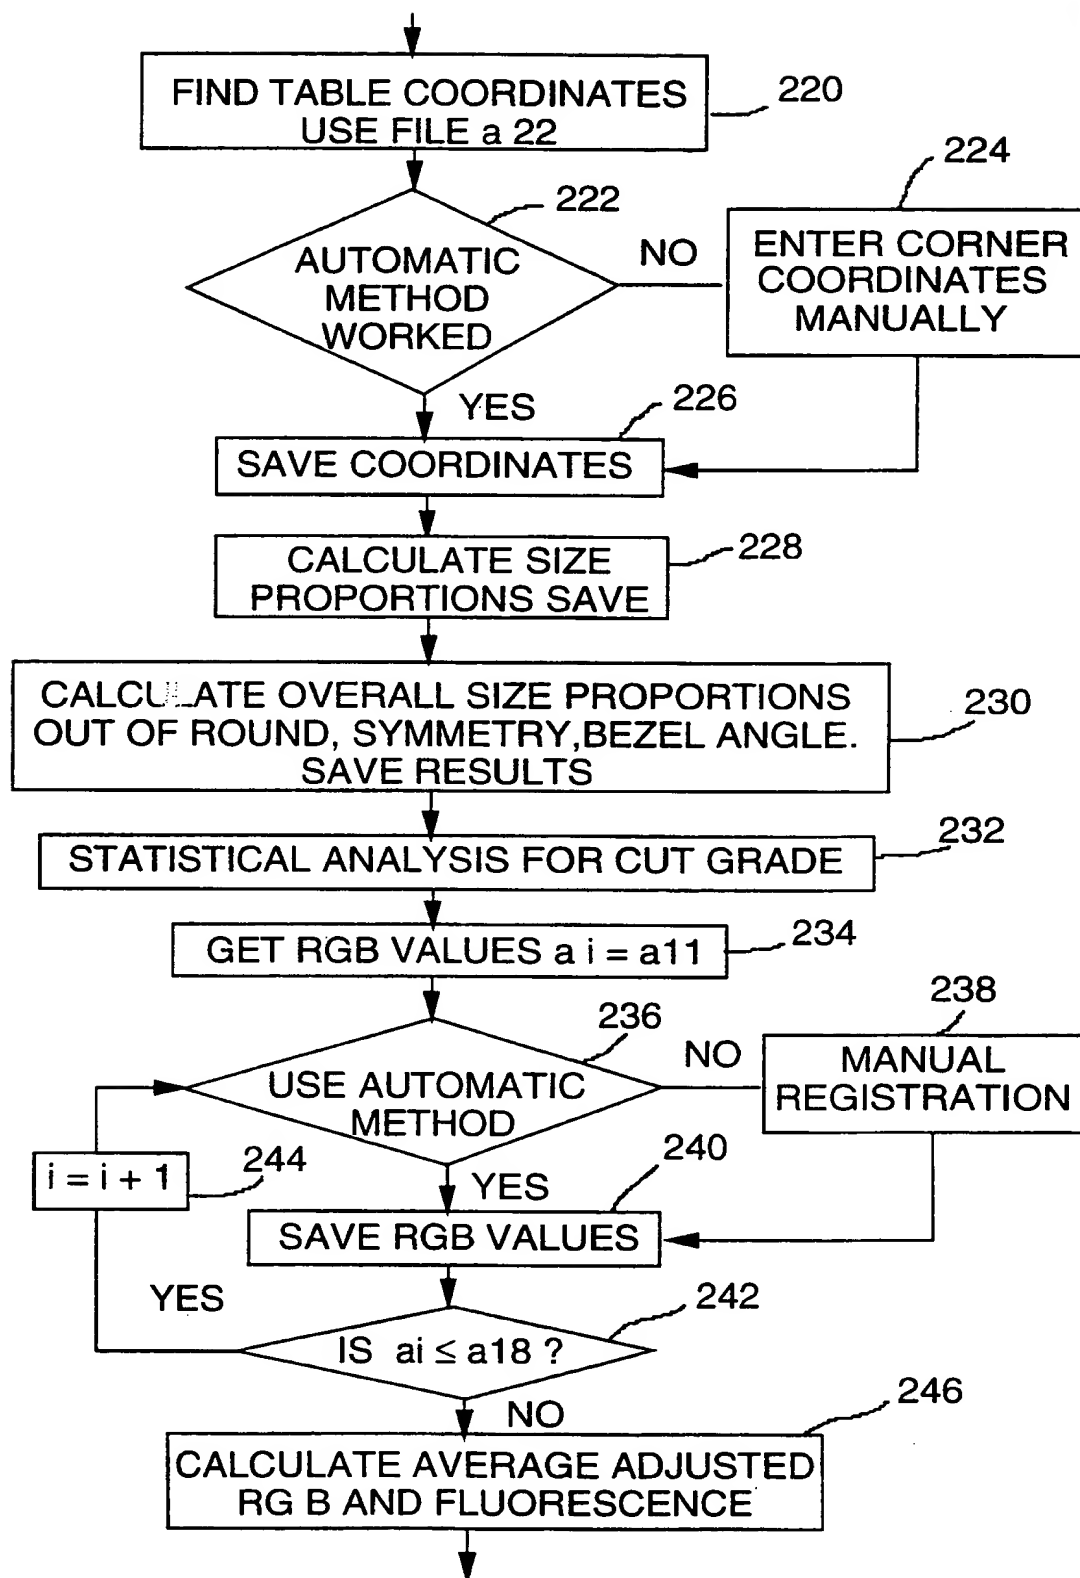 FIND TABLE COORDINATES
USE FILE a 22
220
222
224
AUTOMATIC
METHOD
WORKED
NO
ENTER CORNER
COORDINATES
MANUALLY
YES
226
SAVE COORDINATES
228
CALCULATE SIZE
PROPORTIONS SAVE
CALCULATE OVERALL SIZE PROPORTIONS
OUT OF ROUND, SYMMETRY,BEZEL ANGLE.
SAVE RESULTS
230
232
STATISTICAL ANALYSIS FOR CUT GRADE
GET RGB VALUES a i = a11
234
236
238
USE AUTOMATIC
METHOD
NO
MANUAL
REGISTRATION
i = i + 1
244
YES
240
SAVE RGB VALUES
YES
242
IS ai ≤ a18 ?
NO
246
CALCULATE AVERAGE ADJUSTED
RG B AND FLUORESCENCE